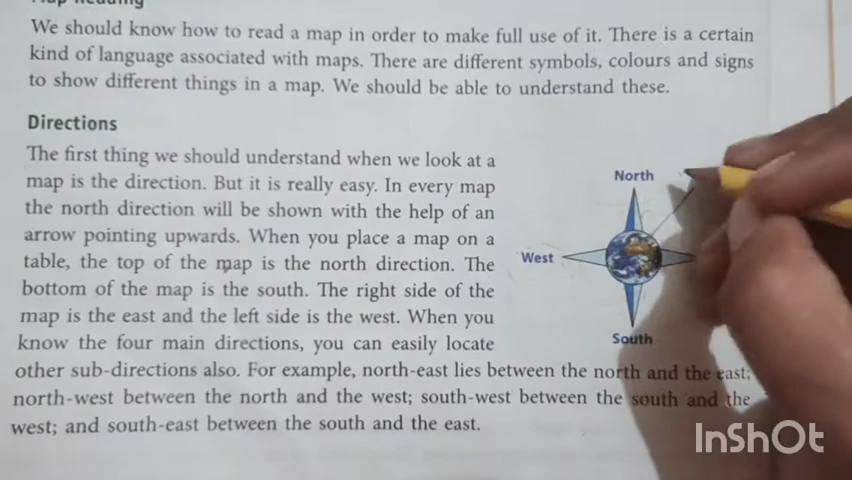 Map Reading
We should know how to read a map in order to make full use of it. There is a certain
kind of language associated with maps. There are different symbols, colours and signs
to show different things in a map. We should be able to understand these.
Directions
The first thing we should understand when we look at a
map is the direction. But it is really easy. In every map
the north direction will be shown with the help of an
arrow pointing upwards. When you place a map on a
table, the top of the map is the north direction. The
bottom of the map is the south. The right side of the
map is the east and the left side is the west. When you
know the four main directions, you can easily locate
other sub-directions also. For example, north-east lies between the north and the east;
north-west between the north and the west; south-west between the south and the
west; and south-east between the south and the east.
North
West
South
InShOt